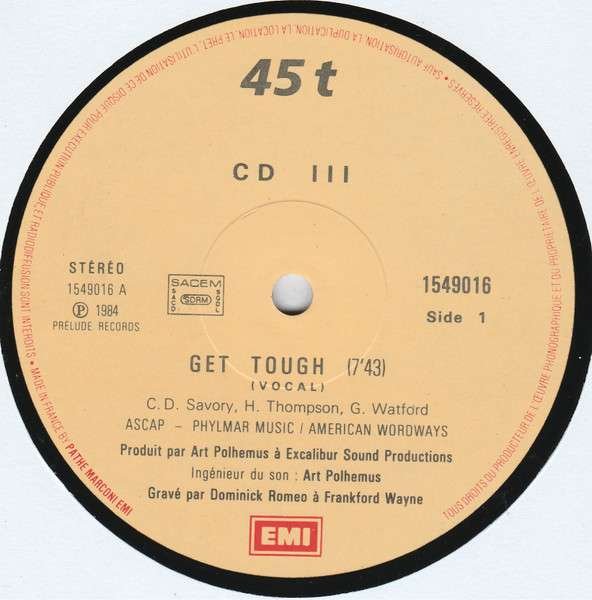 SAUF AUTORISATION, LA DUPLICATION, LA LOCATION, LE PRÊT, L'UTILISATION DE CE DISQUE POUR EXÉCUTION PUBLIQUE ET RADIODIFFUSION SONT INTERDITS • MADE IN FRANCE BY PATHE MARCONI EMI
TOUS DROITS DU PRODUCTEUR DE L'ŒUVRE PHONOGRAPHIQUE ET DU PROPRIÉTAIRE DE L'ŒUVRE ENREGISTRÉE RÉSERVÉS •
45 t
CD III
STÉRÉO
1549016 A
Ⓟ 1984
PRÉLUDE RECORDS
SACEM
SACD
SDRM
SGDL
1549016
Side 1
GET TOUGH (7'43)
(VOCAL)
C.D. Savory, H. Thompson, G. Watford
ASCAP – PHYLMAR MUSIC / AMERICAN WORDWAYS
Produit par Art Polhemus à Excalibur Sound Productions
Ingénieur du son : Art Polhemus
Gravé par Dominick Romeo à Frankford Wayne
EMI